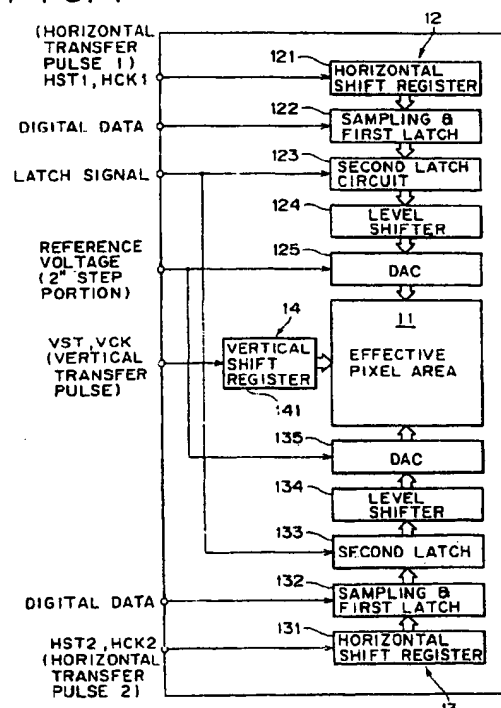 (HORIZONTAL
TRANSFER
PULSE 1)
HST1, HCK1
12
121
HORIZONTAL
SHIFT REGISTER
122
DIGITAL DATA
SAMPLING &
FIRST LATCH
123
LATCH SIGNAL
SECOND LATCH
CIRCUIT
124
LEVEL
SHIFTER
REFERENCE
VOLTAGE
(2ⁿ STEP
PORTION)
125
DAC
11
EFFECTIVE
PIXEL AREA
VST, VCK
(VERTICAL
TRANSFER
PULSE)
14
VERTICAL
SHIFT
REGISTER
141
135
DAC
134
LEVEL
SHIFTER
133
SECOND LATCH
132
DIGITAL DATA
SAMPLING &
FIRST LATCH
131
HST2, HCK2
(HORIZONTAL
TRANSFER
PULSE 2)
HORIZONTAL
SHIFT REGISTER
13